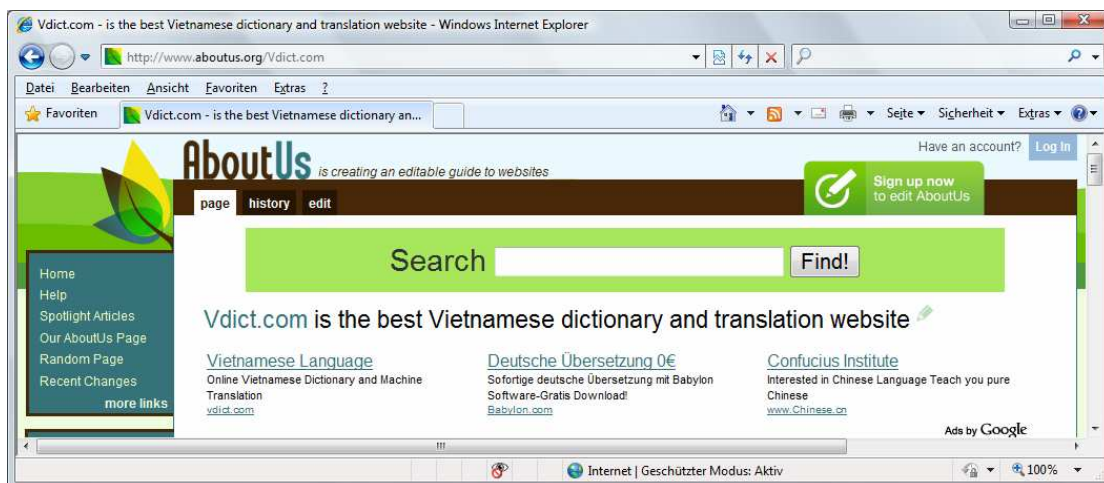 Vdict.com - is the best Vietnamese dictionary and translation website - Windows Internet Explorer
http://www.aboutus.org/Vdict.com
Datei Bearbeiten Ansicht Favoriten Extras ?
Favoriten Vdict.com - is the best Vietnamese dictionary an... Seite Sicherheit Extras
Have an account? Log In
AboutUs is creating an editable guide to websites
Sign up now
to edit AboutUs
page history edit
Search Find!
Home
Help
Spotlight Articles
Our AboutUs Page
Random Page
Recent Changes
more links
Vdict.com is the best Vietnamese dictionary and translation website
Vietnamese Language
Online Vietnamese Dictionary and Machine
Translation
vdict.com
Deutsche Übersetzung 0€
Sofortige deutsche Übersetzung mit Babylon
Software-Gratis Download!
Babylon.com
Confucius Institute
Interested in Chinese Language Teach you pure
Chinese
www.Chinese.cn
Ads by Google
Internet | Geschützter Modus: Aktiv 100%